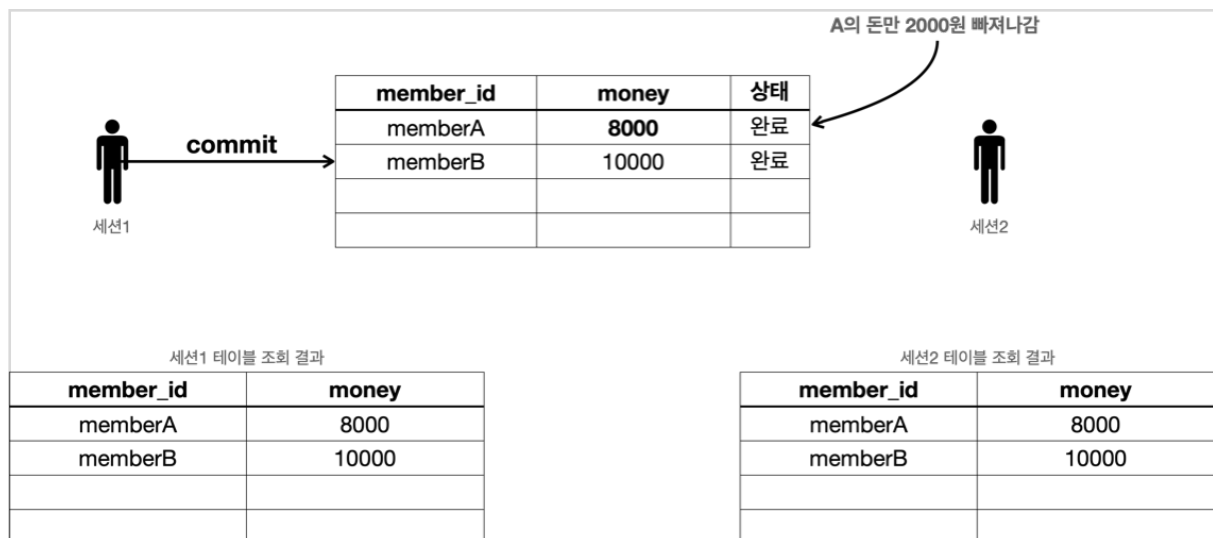 A의 돈만 2000원 빠져나감
member_id money 상태
memberA 8000 완료
commit
memberB 10000 완료
세션1
세션2
세션1 테이블 조회 결과
member_id money
memberA 8000
memberB 10000
세션2 테이블 조회 결과
member_id money
memberA 8000
memberB 10000